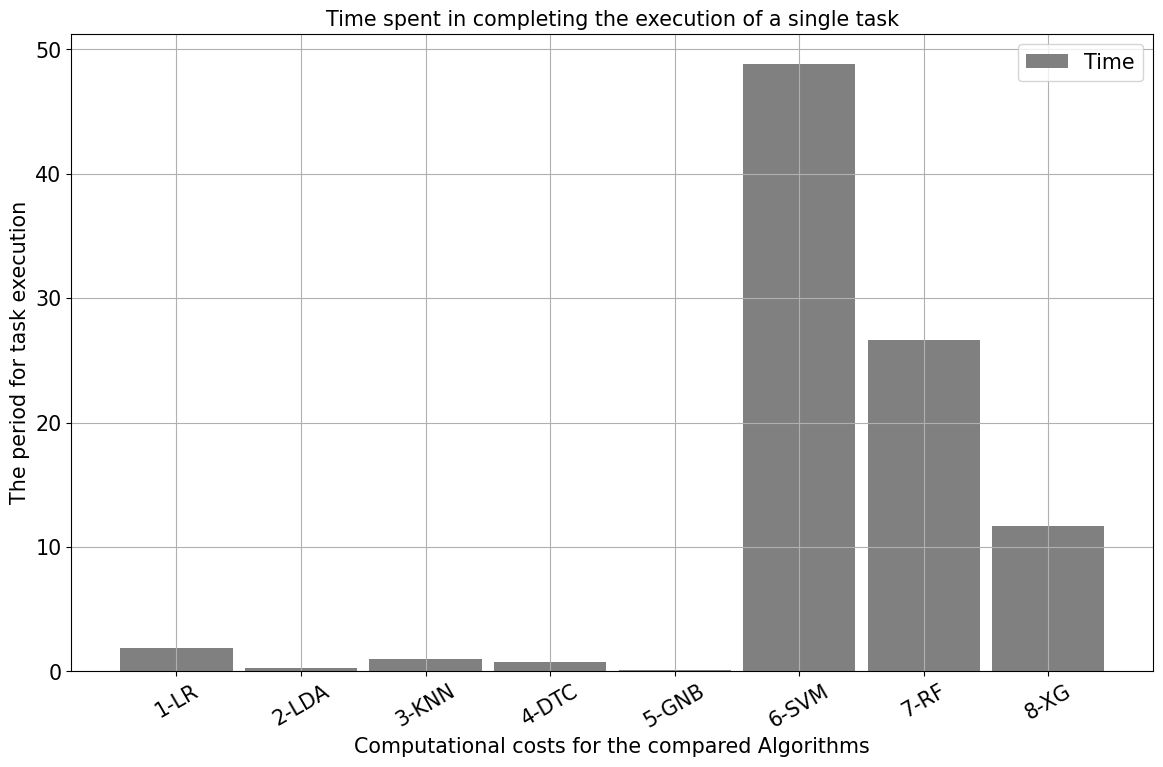 Time spent in completing the execution of a single task
Time
The period for task execution
50
40
30
20
10
0
1-LR
2-LDA
3-KNN
4-DTC
5-GNB
6-SVM
7-RF
8-XG
Computational costs for the compared Algorithms